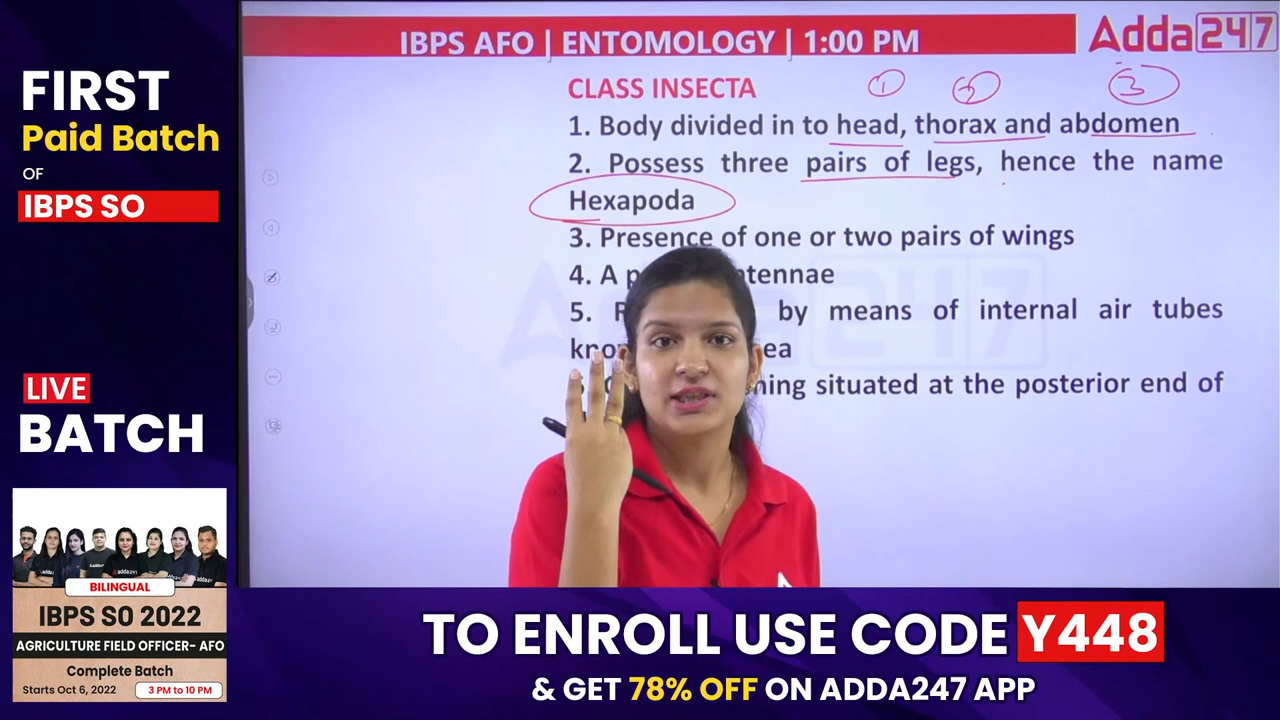 FIRST
Paid Batch
OF
IBPS SO
LIVE
BATCH
BILINGUAL
IBPS SO 2022
AGRICULTURE FIELD OFFICER- AFO
Complete Batch
Starts Oct 6, 2022
3 PM to 10 PM
IBPS AFO | ENTOMOLOGY | 1:00 PM
Adda247
CLASS INSECTA
1 2 3
1. Body divided in to head, thorax and abdomen
2. Possess three pairs of legs, hence the name
Hexapoda
3. Presence of one or two pairs of wings
4. A
5. by means of internal air tubes
situated at the posterior end of
TO ENROLL USE CODE Y448
& GET 78% OFF ON ADDA247 APP